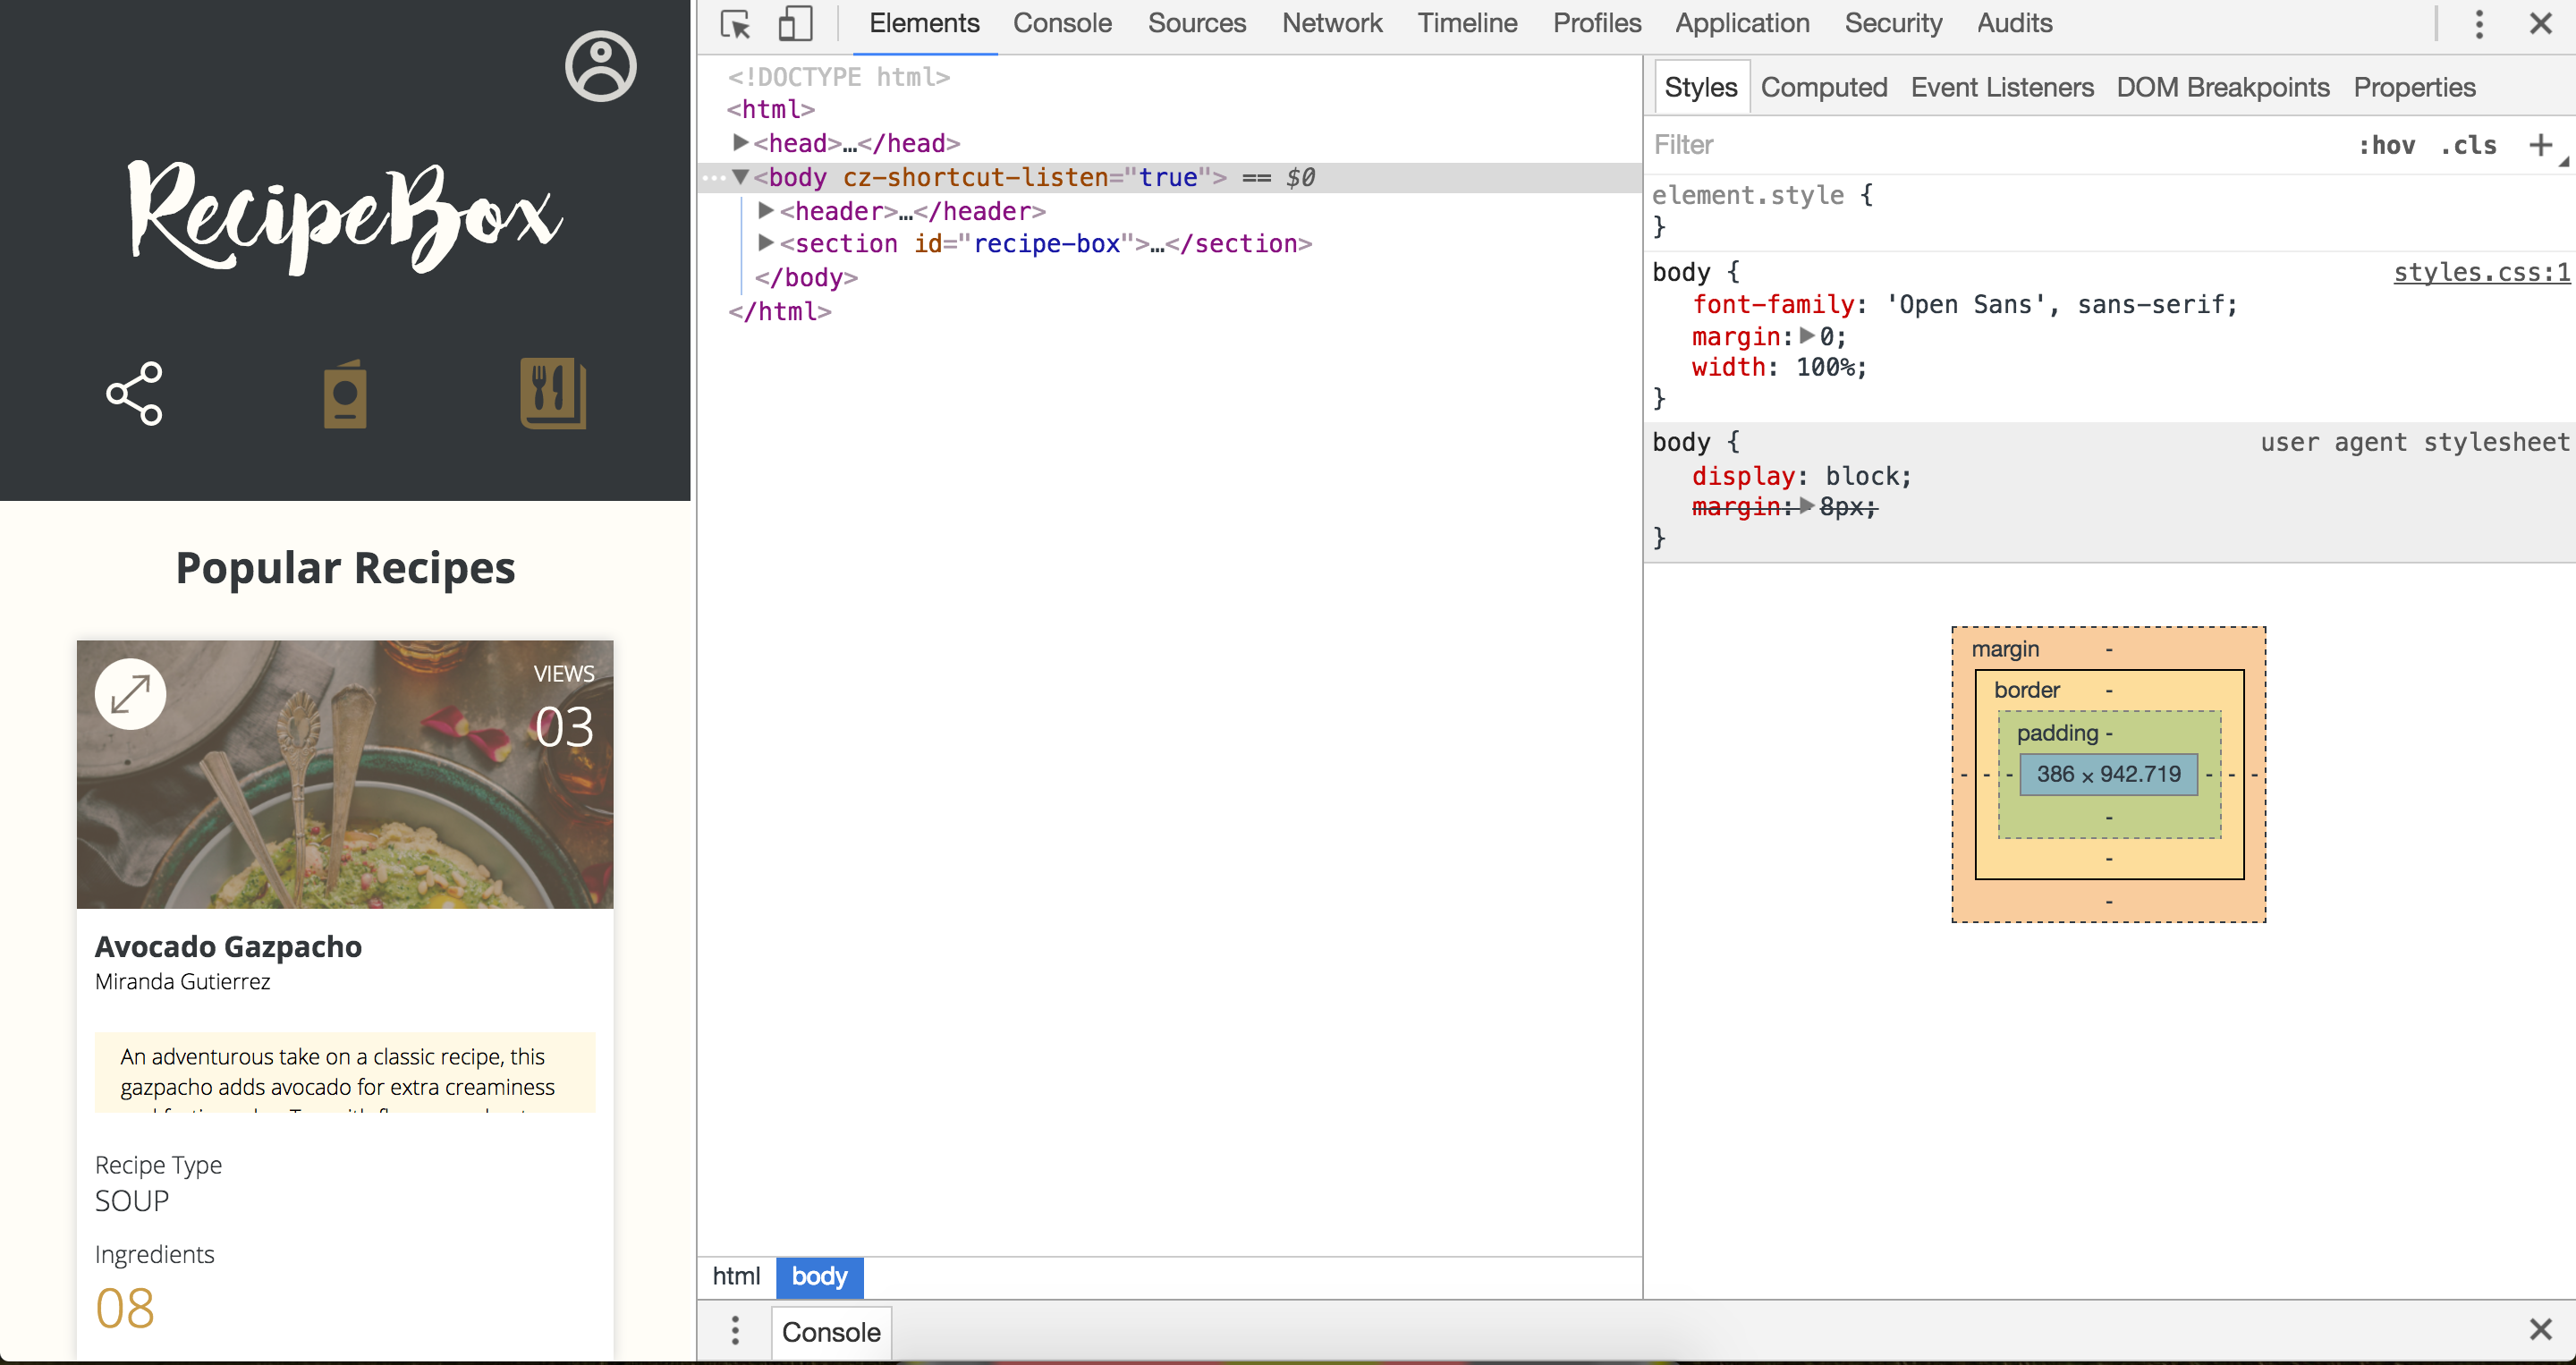 RecipeBox
Popular Recipes
VIEWS
03
Avocado Gazpacho
Miranda Gutierrez
An adventurous take on a classic recipe, this
gazpacho adds avocado for extra creaminess
Recipe Type
SOUP
Ingredients
08
Elements Console Sources Network Timeline Profiles Application Security Audits
<!DOCTYPE html>
<html>
<head>…</head>
<body cz-shortcut-listen="true"> == $0
<header>…</header>
<section id="recipe-box">…</section>
</body>
</html>
html body
Console
Styles Computed Event Listeners DOM Breakpoints Properties
Filter :hov .cls +
element.style {
}
body { styles.css:1
font-family: 'Open Sans', sans-serif;
margin: 0;
width: 100%;
}
body { user agent stylesheet
display: block;
margin: 8px;
}
margin -
border -
padding -
- - - 386 × 942.719 - - -
-
-
-